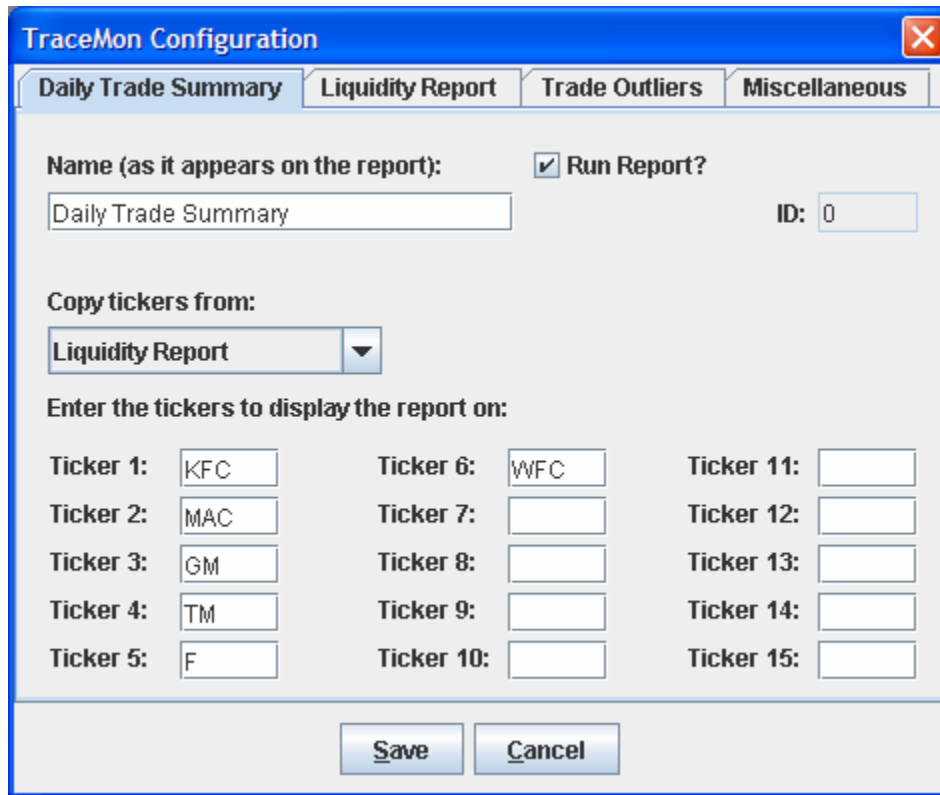 TraceMon Configuration
Daily Trade Summary Liquidity Report Trade Outliers Miscellaneous
Name (as it appears on the report): Run Report?
Daily Trade Summary ID: 0
Copy tickers from:
Liquidity Report
Enter the tickers to display the report on:
Ticker 1: KFC Ticker 6: WFC Ticker 11:
Ticker 2: MAC Ticker 7: Ticker 12:
Ticker 3: GM Ticker 8: Ticker 13:
Ticker 4: TM Ticker 9: Ticker 14:
Ticker 5: F Ticker 10: Ticker 15:
Save Cancel